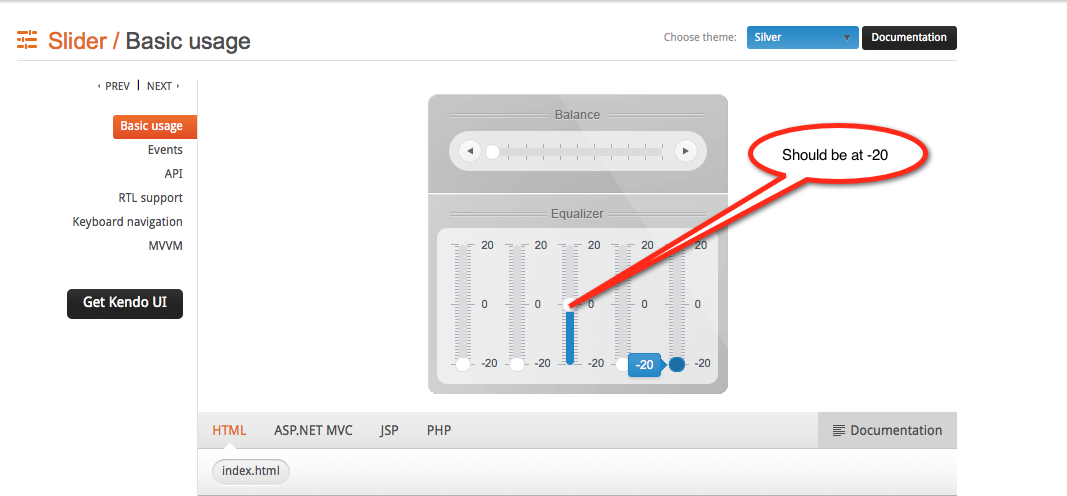 Slider / Basic usage
Choose theme: Silver Documentation
‹ PREV | NEXT ›
Basic usage
Events
API
RTL support
Keyboard navigation
MVVM
Get Kendo UI
Balance
Should be at -20
Equalizer
20 20 20 20 20
0 0 0 0 0
-20 -20 -20 -20 -20
HTML ASP.NET MVC JSP PHP Documentation
index.html